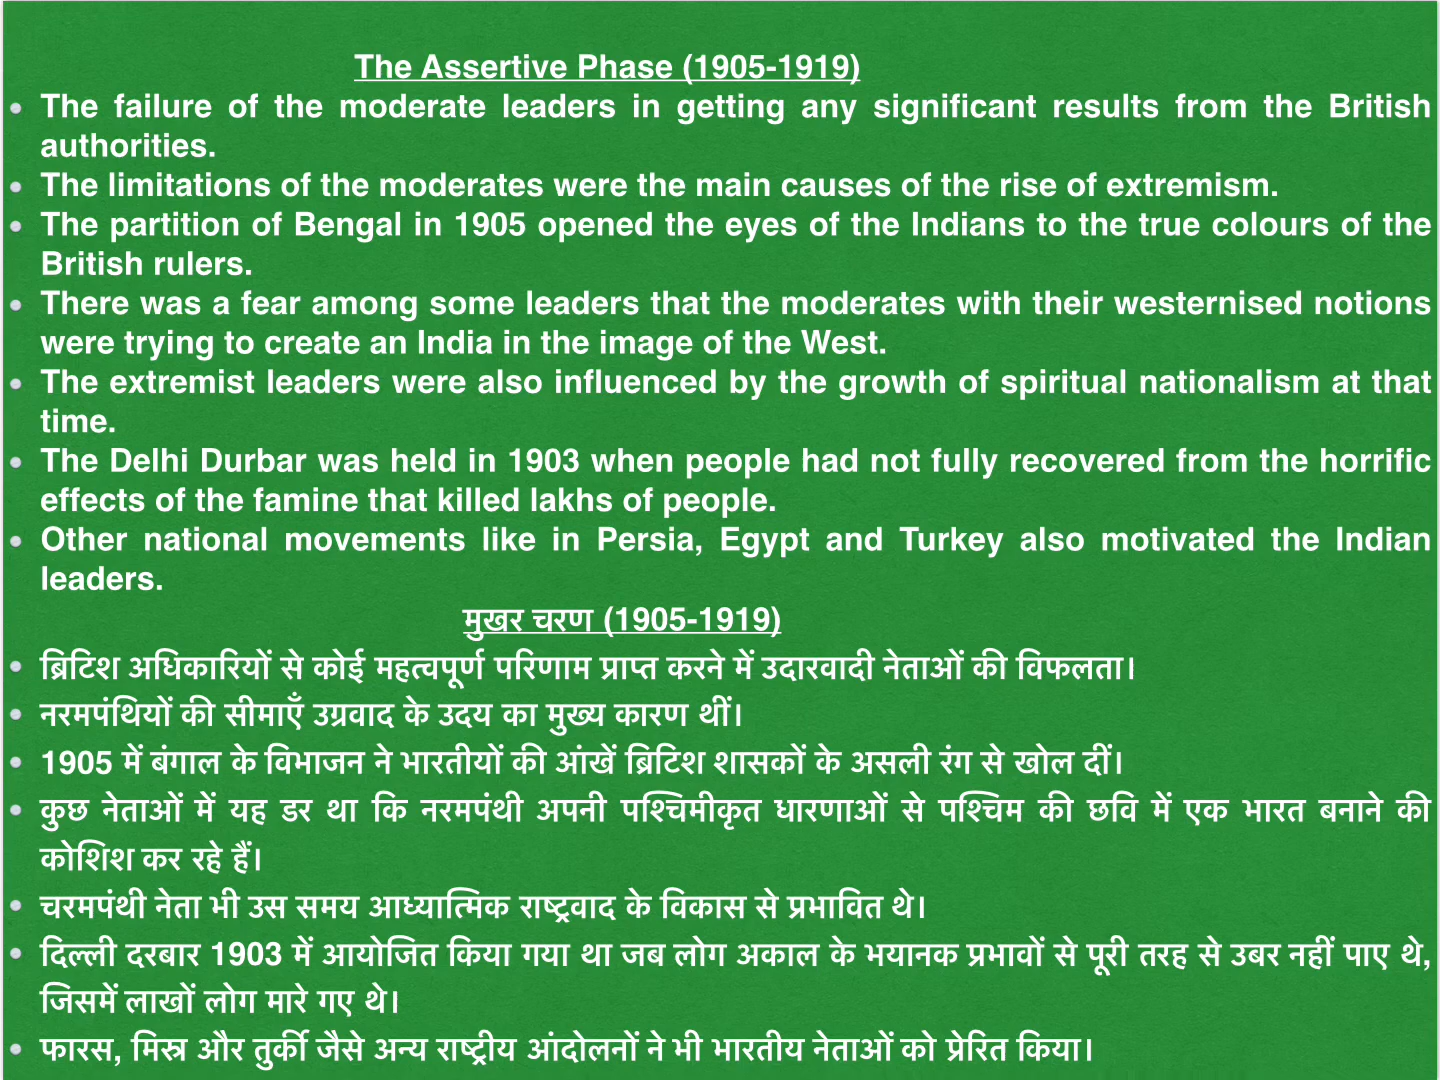 The Assertive Phase (1905-1919)
The failure of the moderate leaders in getting any significant results from the British
authorities.
The limitations of the moderates were the main causes of the rise of extremism.
The partition of Bengal in 1905 opened the eyes of the Indians to the true colours of the
British rulers.
There was a fear among some leaders that the moderates with their westernised notions
were trying to create an India in the image of the West.
The extremist leaders were also influenced by the growth of spiritual nationalism at that
time.
The Delhi Durbar was held in 1903 when people had not fully recovered from the horrific
effects of the famine that killed lakhs of people.
Other national movements like in Persia, Egypt and Turkey also motivated the Indian
leaders.
मुखर चरण (1905-1919)
ब्रिटिश अधिकारियों से कोई महत्वपूर्ण परिणाम प्राप्त करने में उदारवादी नेताओं की विफलता।
नरमपंथियों की सीमाएँ उग्रवाद के उदय का मुख्य कारण थीं।
1905 में बंगाल के विभाजन ने भारतीयों की आंखें ब्रिटिश शासकों के असली रंग से खोल दीं।
कुछ नेताओं में यह डर था कि नरमपंथी अपनी पश्चिमीकृत धारणाओं से पश्चिम की छवि में एक भारत बनाने की
कोशिश कर रहे हैं।
चरमपंथी नेता भी उस समय आध्यात्मिक राष्ट्रवाद के विकास से प्रभावित थे।
दिल्ली दरबार 1903 में आयोजित किया गया था जब लोग अकाल के भयानक प्रभावों से पूरी तरह से उबर नहीं पाए थे,
जिसमें लाखों लोग मारे गए थे।
फारस, मिस्र और तुर्की जैसे अन्य राष्ट्रीय आंदोलनों ने भी भारतीय नेताओं को प्रेरित किया।